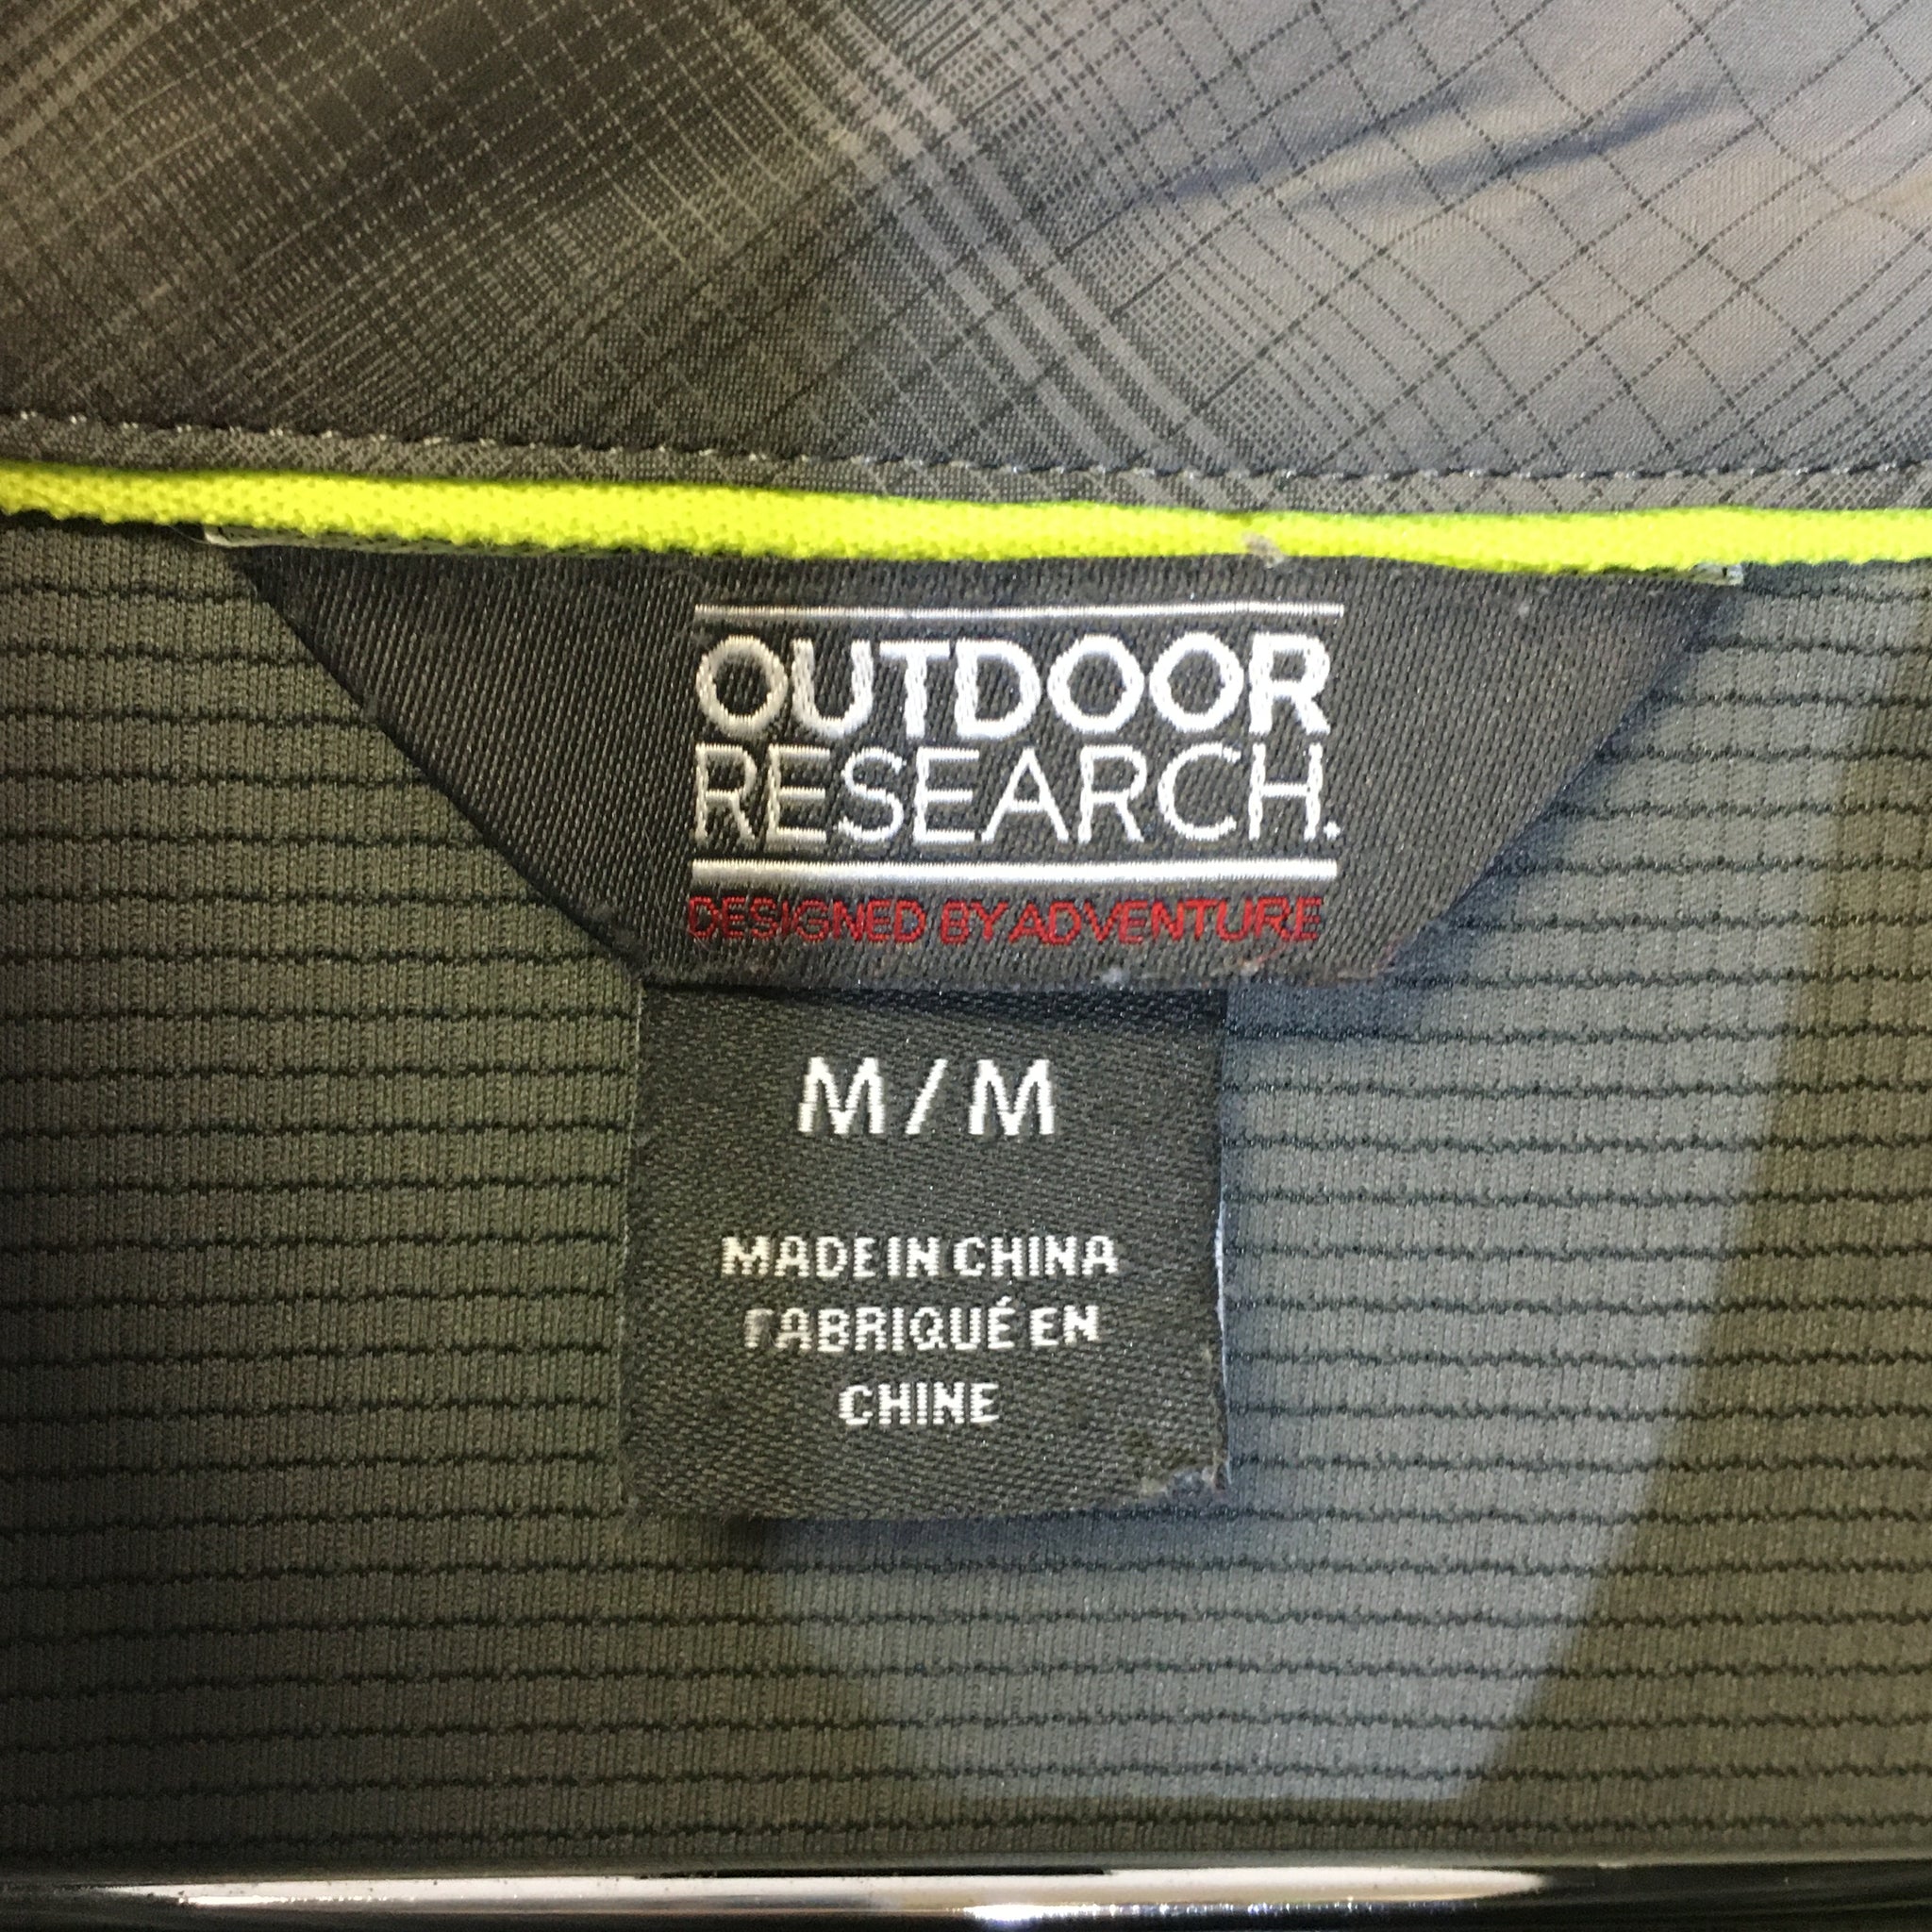 OUTDOOR
RESEARCH.
DESIGNED BY ADVENTURE
M/M
MADE IN CHINA
FABRIQUÉ EN
CHINE